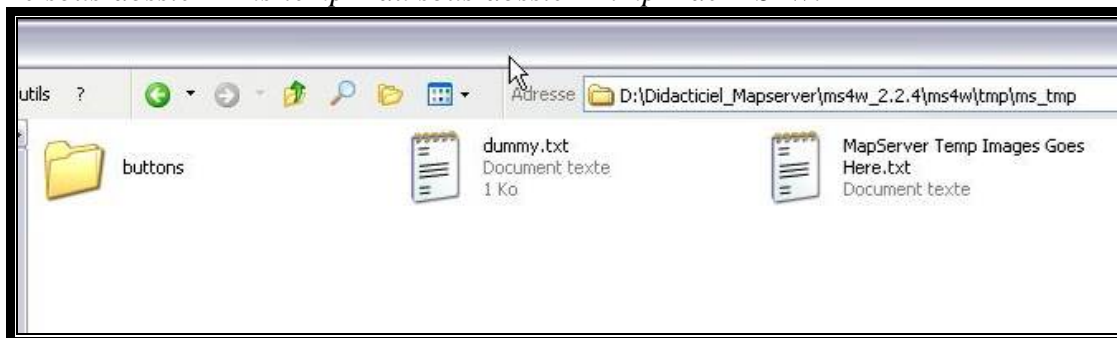 utils ?
Adresse D:\Didacticiel_Mapserver\ms4w_2.2.4\ms4w\tmp\ms_tmp
buttons
dummy.txt
Document texte
1 Ko
MapServer Temp Images Goes
Here.txt
Document texte